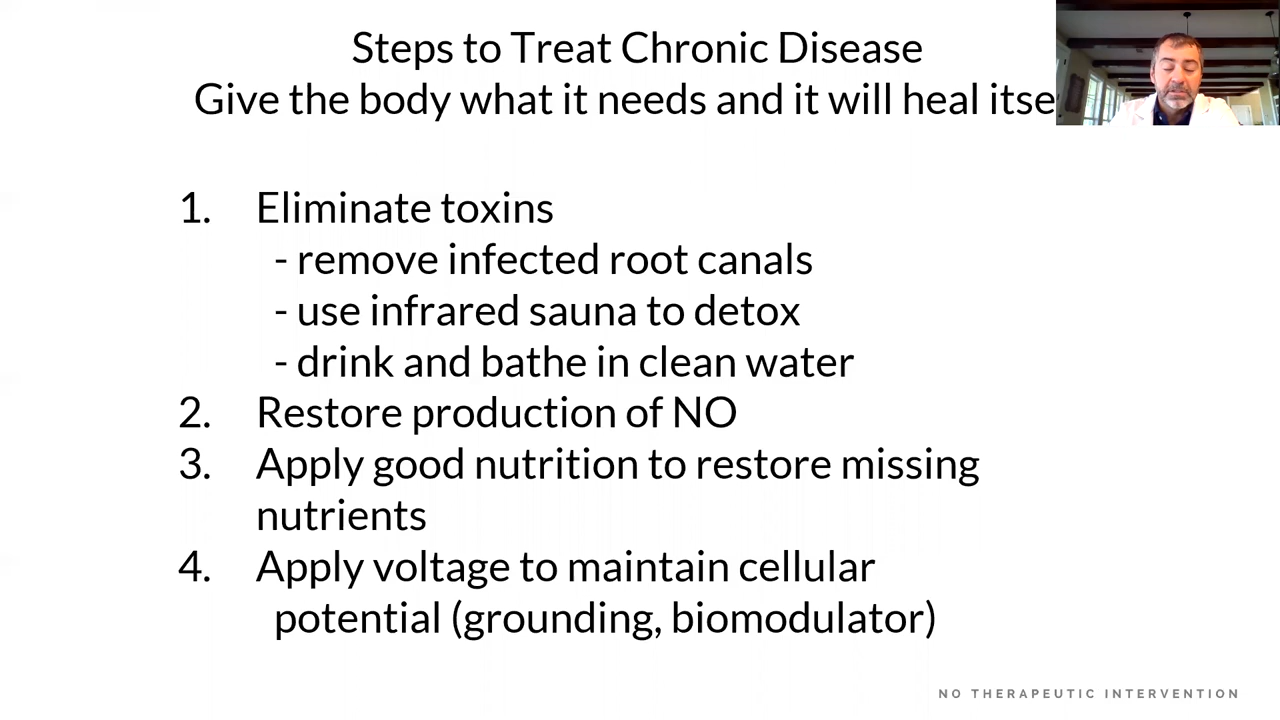 Steps to Treat Chronic Disease
Give the body what it needs and it will heal itse
1. Eliminate toxins
- remove infected root canals
- use infrared sauna to detox
- drink and bathe in clean water
2. Restore production of NO
3. Apply good nutrition to restore missing
nutrients
4. Apply voltage to maintain cellular
potential (grounding, biomodulator)
NO THERAPEUTIC INTERVENTION